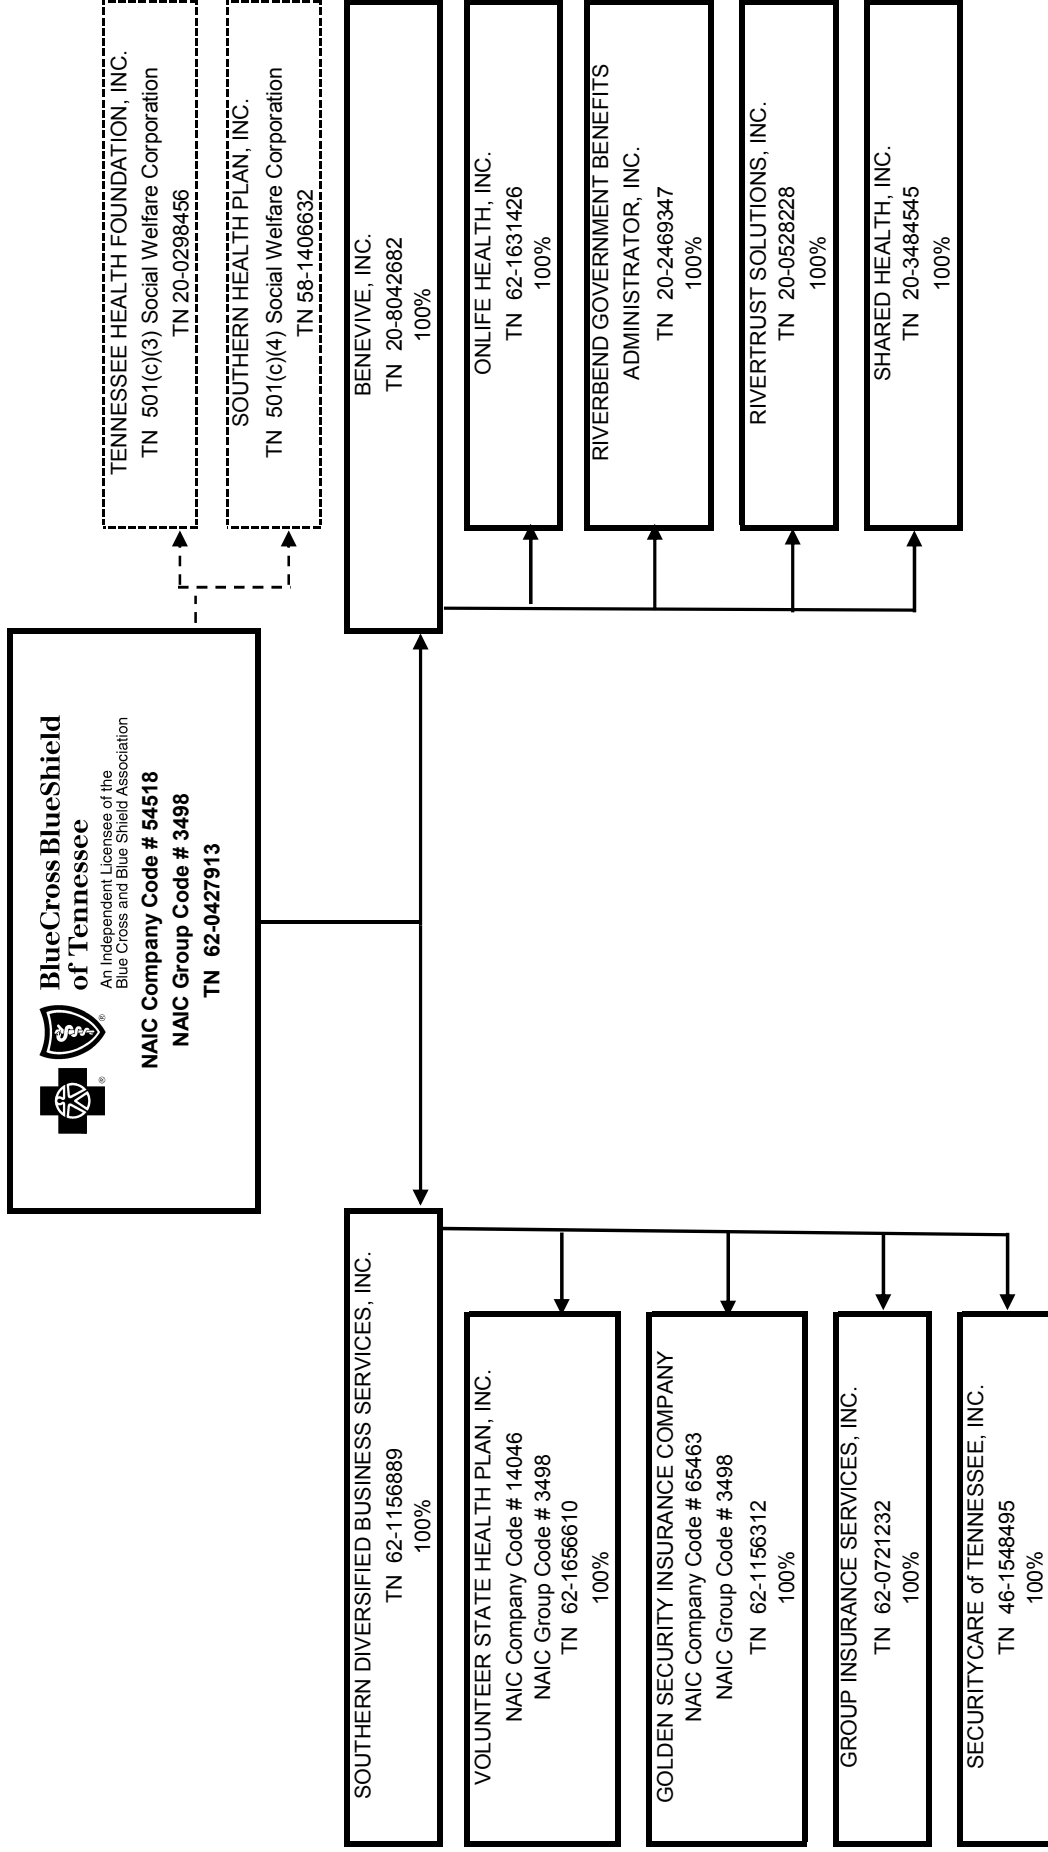 BlueCross BlueShield
of Tennessee
An Independent Licensee of the
Blue Cross and Blue Shield Association
NAIC Company Code # 54518
NAIC Group Code # 3498
TN 62-0427913
TENNESSEE HEALTH FOUNDATION, INC.
TN 501(c)(3) Social Welfare Corporation
TN 20-0298456
SOUTHERN HEALTH PLAN, INC.
TN 501(c)(4) Social Welfare Corporation
TN 58-1406632
SOUTHERN DIVERSIFIED BUSINESS SERVICES, INC.
TN 62-1156889
100%
VOLUNTEER STATE HEALTH PLAN, INC.
NAIC Company Code # 14046
NAIC Group Code # 3498
TN 62-1656610
100%
GOLDEN SECURITY INSURANCE COMPANY
NAIC Company Code # 65463
NAIC Group Code # 3498
TN 62-1156312
100%
GROUP INSURANCE SERVICES, INC.
TN 62-0721232
100%
SECURITYCARE of TENNESSEE, INC.
TN 46-1548495
100%
BENEVIVE, INC.
TN 20-8042682
100%
ONLIFE HEALTH, INC.
TN 62-1631426
100%
RIVERBEND GOVERNMENT BENEFITS
ADMINISTRATOR, INC.
TN 20-2469347
100%
RIVERTRUST SOLUTIONS, INC.
TN 20-0528228
100%
SHARED HEALTH, INC.
TN 20-3484545
100%